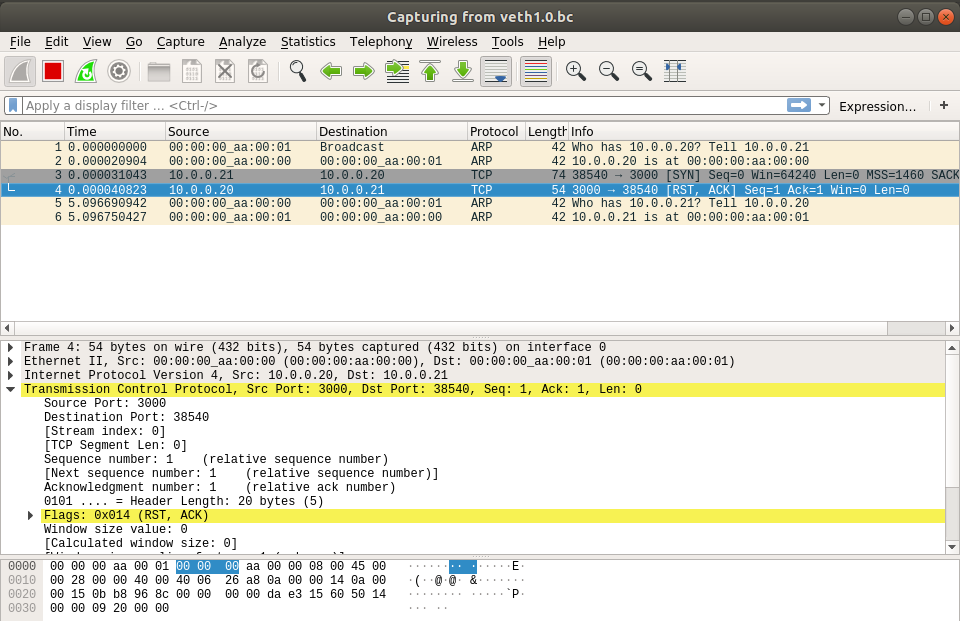 Capturing from veth1.0.bc
File Edit View Go Capture Analyze Statistics Telephony Wireless Tools Help
Apply a display filter ... <Ctrl-/> Expression... +
No. Time Source Destination Protocol Length Info
1 0.000000000 00:00:00_aa:00:01 Broadcast ARP 42 Who has 10.0.0.20? Tell 10.0.0.21
2 0.000020904 00:00:00_aa:00:00 00:00:00_aa:00:01 ARP 42 10.0.0.20 is at 00:00:00:aa:00:00
3 0.000031043 10.0.0.21 10.0.0.20 TCP 74 38540 → 3000 [SYN] Seq=0 Win=64240 Len=0 MSS=1460 SACK
4 0.000040823 10.0.0.20 10.0.0.21 TCP 54 3000 → 38540 [RST, ACK] Seq=1 Ack=1 Win=0 Len=0
5 5.096690942 00:00:00_aa:00:00 00:00:00_aa:00:01 ARP 42 Who has 10.0.0.21? Tell 10.0.0.20
6 5.096750427 00:00:00_aa:00:01 00:00:00_aa:00:00 ARP 42 10.0.0.21 is at 00:00:00:aa:00:01
Frame 4: 54 bytes on wire (432 bits), 54 bytes captured (432 bits) on interface 0
Ethernet II, Src: 00:00:00_aa:00:00 (00:00:00:aa:00:00), Dst: 00:00:00_aa:00:01 (00:00:00:aa:00:01)
Internet Protocol Version 4, Src: 10.0.0.20, Dst: 10.0.0.21
Transmission Control Protocol, Src Port: 3000, Dst Port: 38540, Seq: 1, Ack: 1, Len: 0
Source Port: 3000
Destination Port: 38540
[Stream index: 0]
[TCP Segment Len: 0]
Sequence number: 1 (relative sequence number)
[Next sequence number: 1 (relative sequence number)]
Acknowledgment number: 1 (relative ack number)
0101 .... = Header Length: 20 bytes (5)
Flags: 0x014 (RST, ACK)
Window size value: 0
[Calculated window size: 0]
0000 00 00 00 aa 00 01 00 00 00 aa 00 00 08 00 45 00 ········ ······E·
0010 00 28 00 00 40 00 40 06 26 a8 0a 00 00 14 0a 00 ·(··@·@· &·······
0020 00 15 0b b8 96 8c 00 00 00 00 da e3 15 60 50 14 ········ ·····`P·
0030 00 00 09 20 00 00 ··· ··